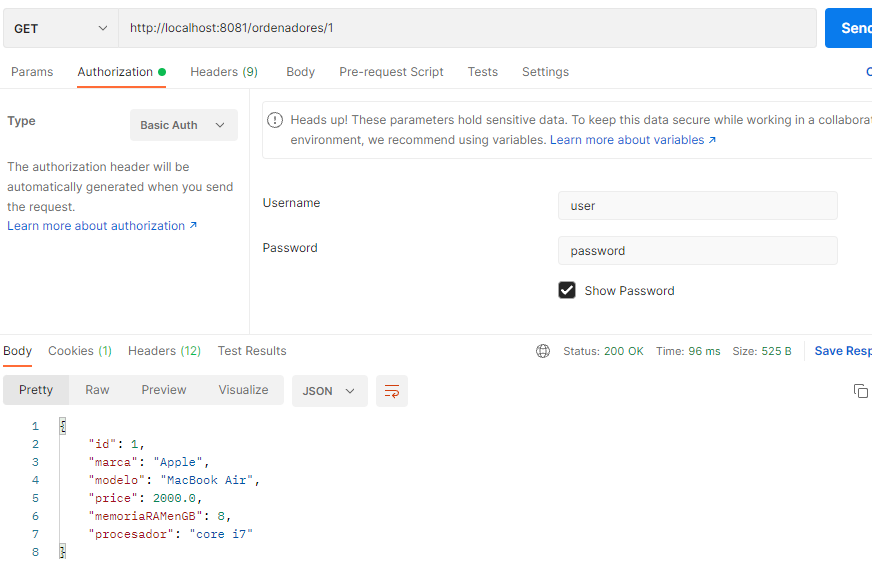 GET http://localhost:8081/ordenadores/1 Send
Params Authorization Headers (9) Body Pre-request Script Tests Settings C
Type
Basic Auth
The authorization header will be
automatically generated when you send
the request.
Learn more about authorization ↗
Heads up! These parameters hold sensitive data. To keep this data secure while working in a collabora
environment, we recommend using variables. Learn more about variables ↗
Username user
Password password
Show Password
Body Cookies (1) Headers (12) Test Results Status: 200 OK Time: 96 ms Size: 525 B Save Resp
Pretty Raw Preview Visualize JSON
1 {
2 "id": 1,
3 "marca": "Apple",
4 "modelo": "MacBook Air",
5 "price": 2000.0,
6 "memoriaRAMenGB": 8,
7 "procesador": "core i7"
8 }